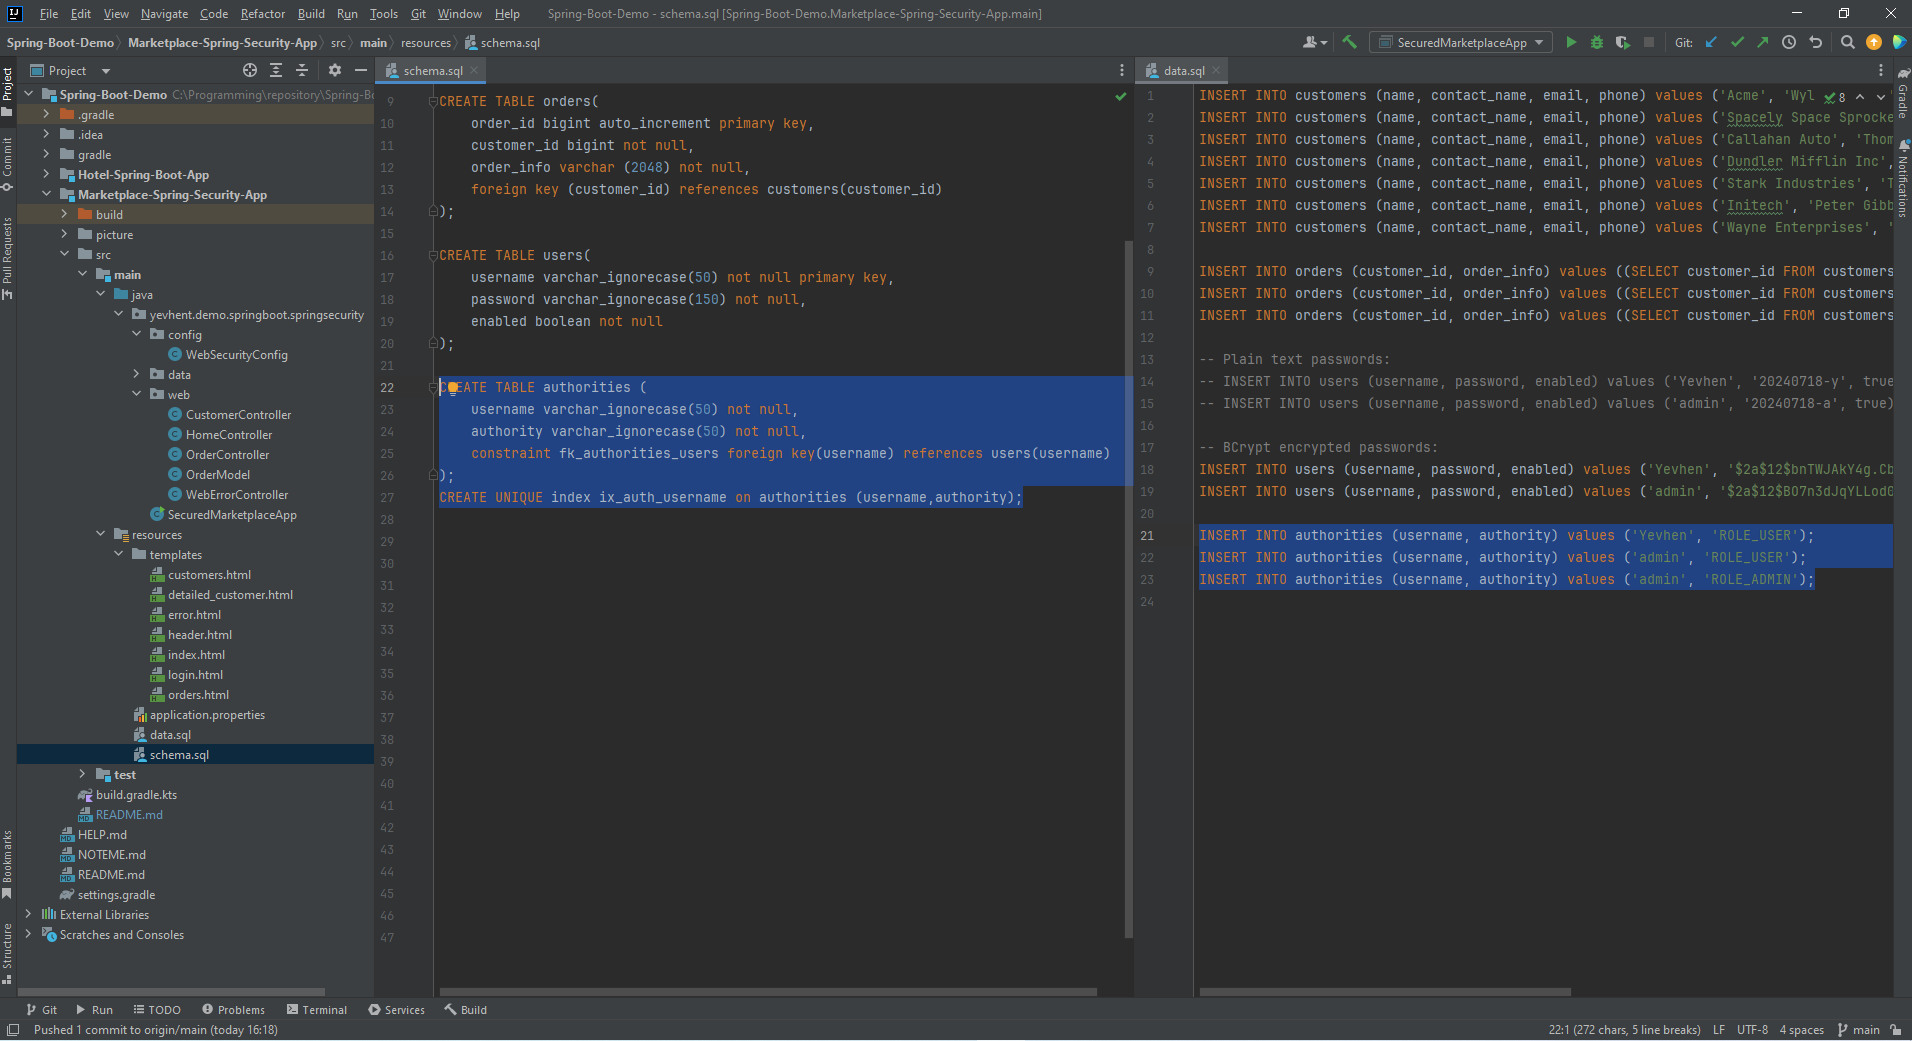 File Edit View Navigate Code Refactor Build Run Tools Git Window Help Spring-Boot-Demo - schema.sql [Spring-Boot-Demo.Marketplace-Spring-Security-App.main]
Spring-Boot-Demo Marketplace-Spring-Security-App src main resources schema.sql SecuredMarketplaceApp Git:
Project
Commit
Pull Requests
Bookmarks
Structure
Project
Spring-Boot-Demo C:\Programming\repository\Spring-B
.gradle
.idea
gradle
Hotel-Spring-Boot-App
Marketplace-Spring-Security-App
build
picture
src
main
java
yevhent.demo.springboot.springsecurity
config
WebSecurityConfig
data
web
CustomerController
HomeController
OrderController
OrderModel
WebErrorController
SecuredMarketplaceApp
resources
templates
customers.html
detailed_customer.html
error.html
header.html
index.html
login.html
orders.html
application.properties
data.sql
schema.sql
test
build.gradle.kts
README.md
HELP.md
NOTEME.md
README.md
settings.gradle
External Libraries
Scratches and Consoles
schema.sql
9 CREATE TABLE orders(
10 order_id bigint auto_increment primary key,
11 customer_id bigint not null,
12 order_info varchar (2048) not null,
13 foreign key (customer_id) references customers(customer_id)
14 );
15
16 CREATE TABLE users(
17 username varchar_ignorecase(50) not null primary key,
18 password varchar_ignorecase(150) not null,
19 enabled boolean not null
20 );
21
22 CREATE TABLE authorities (
23 username varchar_ignorecase(50) not null,
24 authority varchar_ignorecase(50) not null,
25 constraint fk_authorities_users foreign key(username) references users(username)
26 );
27 CREATE UNIQUE index ix_auth_username on authorities (username,authority);
28
29
30
31
32
33
34
35
36
37
38
39
40
41
42
43
44
45
46
47
data.sql
1 INSERT INTO customers (name, contact_name, email, phone) values ('Acme', 'Wyl 8
2 INSERT INTO customers (name, contact_name, email, phone) values ('Spacely Space Sprocke
3 INSERT INTO customers (name, contact_name, email, phone) values ('Callahan Auto', 'Thom
4 INSERT INTO customers (name, contact_name, email, phone) values ('Dundler Mifflin Inc',
5 INSERT INTO customers (name, contact_name, email, phone) values ('Stark Industries', 'T
6 INSERT INTO customers (name, contact_name, email, phone) values ('Initech', 'Peter Gibb
7 INSERT INTO customers (name, contact_name, email, phone) values ('Wayne Enterprises', '
8
9 INSERT INTO orders (customer_id, order_info) values ((SELECT customer_id FROM customers
10 INSERT INTO orders (customer_id, order_info) values ((SELECT customer_id FROM customers
11 INSERT INTO orders (customer_id, order_info) values ((SELECT customer_id FROM customers
12
13 -- Plain text passwords:
14 -- INSERT INTO users (username, password, enabled) values ('Yevhen', '20240718-y', true
15 -- INSERT INTO users (username, password, enabled) values ('admin', '20240718-a', true)
16
17 -- BCrypt encrypted passwords:
18 INSERT INTO users (username, password, enabled) values ('Yevhen', '$2a$12$bnTWJAkY4g.Cb
19 INSERT INTO users (username, password, enabled) values ('admin', '$2a$12$BO7n3dJqYLLod0
20
21 INSERT INTO authorities (username, authority) values ('Yevhen', 'ROLE_USER');
22 INSERT INTO authorities (username, authority) values ('admin', 'ROLE_USER');
23 INSERT INTO authorities (username, authority) values ('admin', 'ROLE_ADMIN');
24
Gradle
Notifications
Git Run TODO Problems Terminal Services Build
Pushed 1 commit to origin/main (today 16:18) 22:1 (272 chars, 5 line breaks) LF UTF-8 4 spaces main